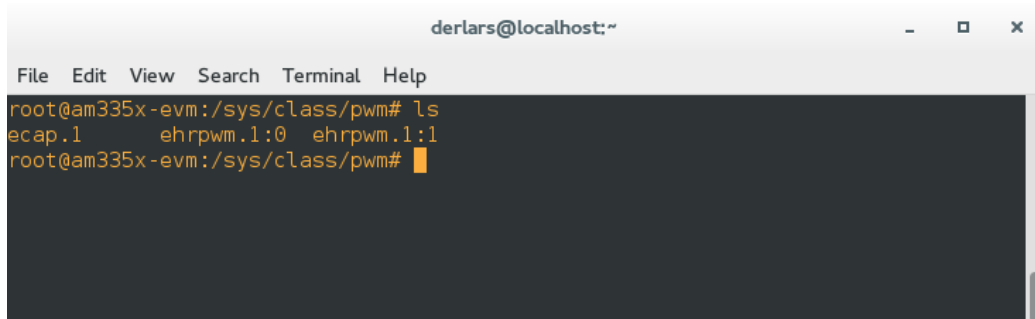 derlars@localhost:~
File Edit View Search Terminal Help
root@am335x-evm:/sys/class/pwm# ls
ecap.1 ehrpwm.1:0 ehrpwm.1:1
root@am335x-evm:/sys/class/pwm#